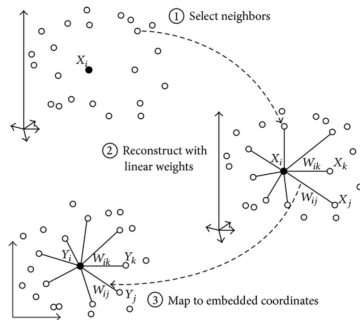 ① Select neighbors
X_i
② Reconstruct with
linear weights
X_i
W_ik
X_k
W_ij
X_j
Y_i
W_ik
Y_k
W_ij
Y_j
③ Map to embedded coordinates